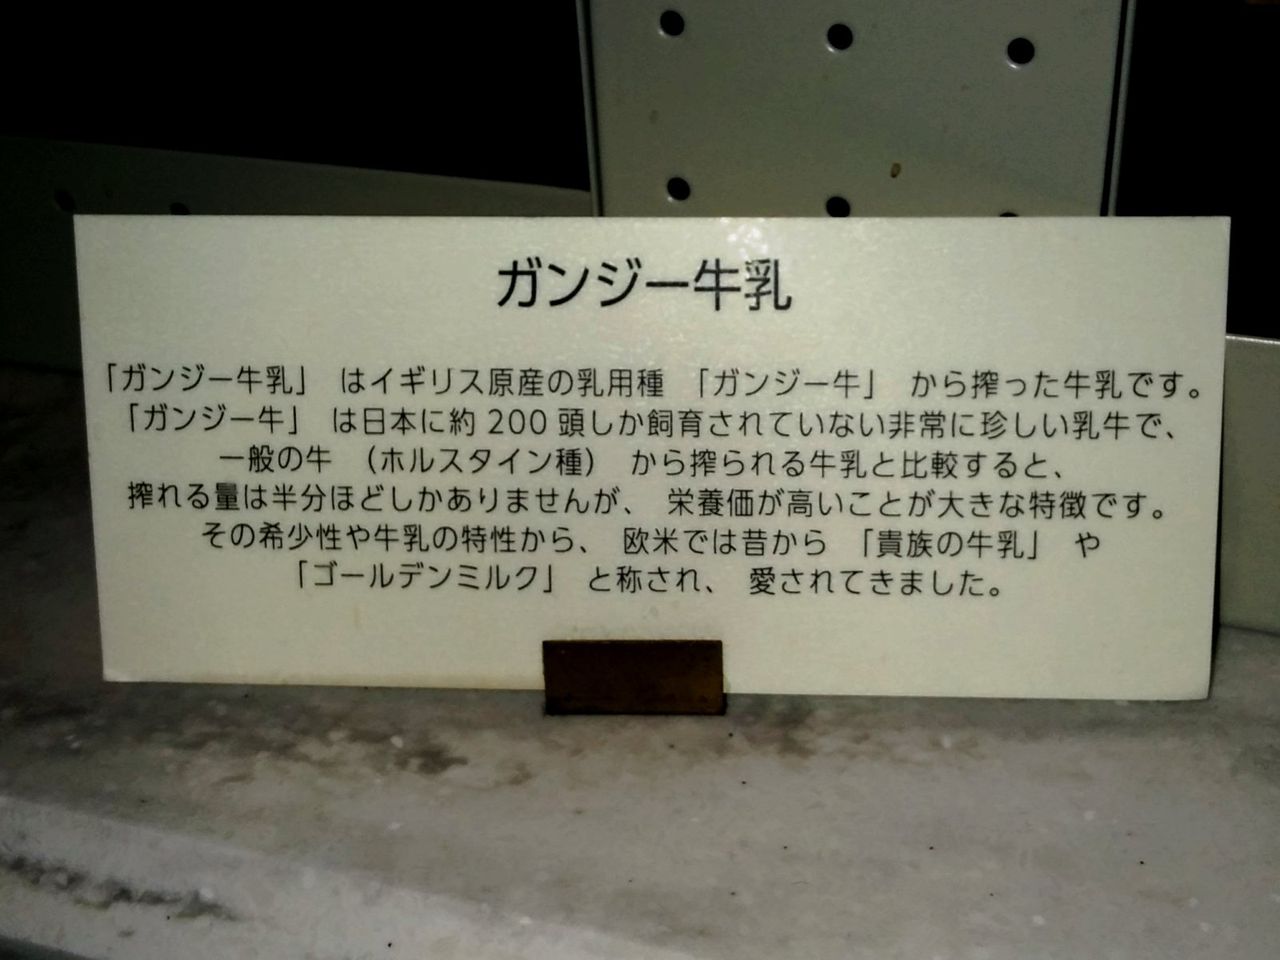 ガンジー牛乳
「ガンジー牛乳」 はイギリス原産の乳用種 「ガンジー牛」 から搾った牛乳です。
「ガンジー牛」 は日本に約 200 頭しか飼育されていない非常に珍しい乳牛で、
一般の牛 （ホルスタイン種） から搾られる牛乳と比較すると、
搾れる量は半分ほどしかありませんが、 栄養価が高いことが大きな特徴です。
その希少性や牛乳の特性から、 欧米では昔から 「貴族の牛乳」 や
「ゴールデンミルク」 と称され、 愛されてきました。